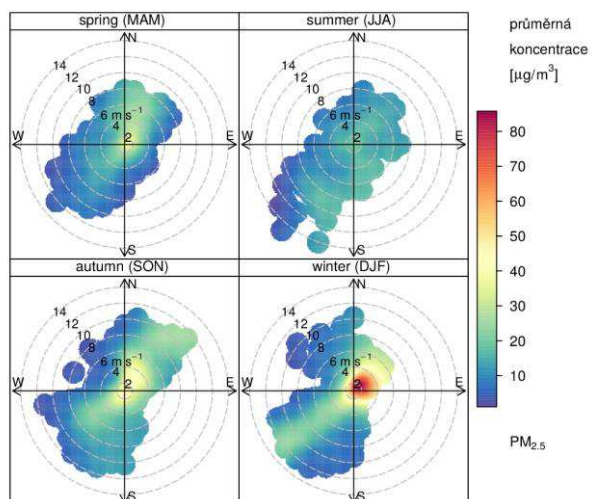 spring (MAM)
summer (JJA)
N
14
12
10
8
6 m s⁻¹
4
2
W
E
S
N
14
12
10
8
6 m s⁻¹
4
2
W
E
S
autumn (SON)
winter (DJF)
N
14
12
10
8
6 m s⁻¹
4
2
W
E
S
N
14
12
10
8
6 m s⁻¹
4
2
W
E
S
průměrná
koncentrace
[µg/m³]
80
70
60
50
40
30
20
10
PM₂.₅